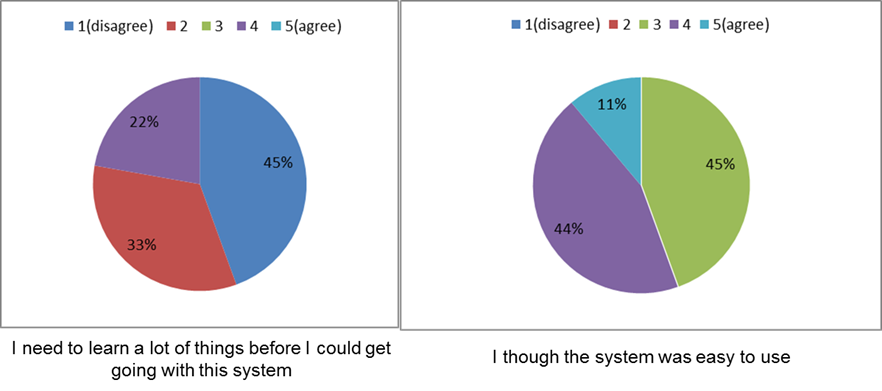 1(disagree) 2 3 4 5(agree)
22%
45%
33%
I need to learn a lot of things before I could get
going with this system
1(disagree) 2 3 4 5(agree)
11%
45%
44%
I though the system was easy to use